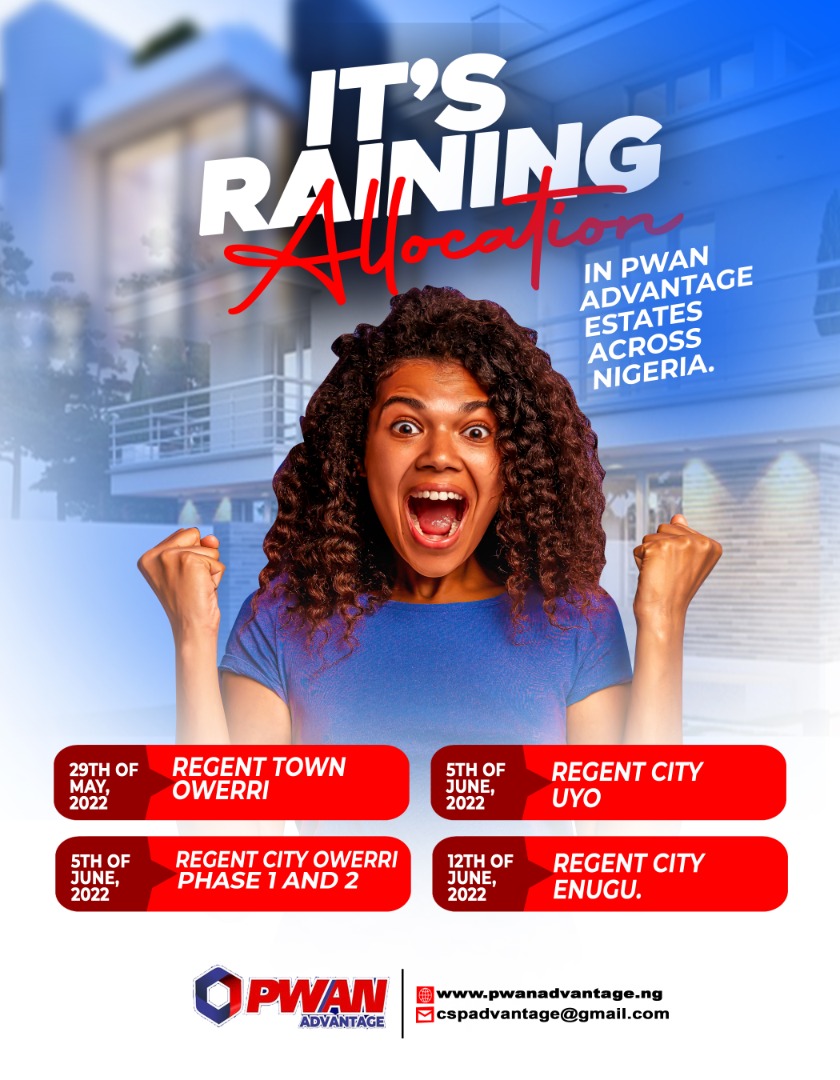 IT'S
RAINING
Allocation
IN PWAN
ADVANTAGE
ESTATES
ACROSS
NIGERIA.
29TH OF
MAY,
2022
REGENT TOWN
OWERRI
5TH OF
JUNE,
2022
REGENT CITY
UYO
5TH OF
JUNE,
2022
REGENT CITY OWERRI
PHASE 1 AND 2
12TH OF
JUNE,
2022
REGENT CITY
ENUGU.
PWAN
ADVANTAGE
www.pwanadvantage.ng
cspadvantage@gmail.com